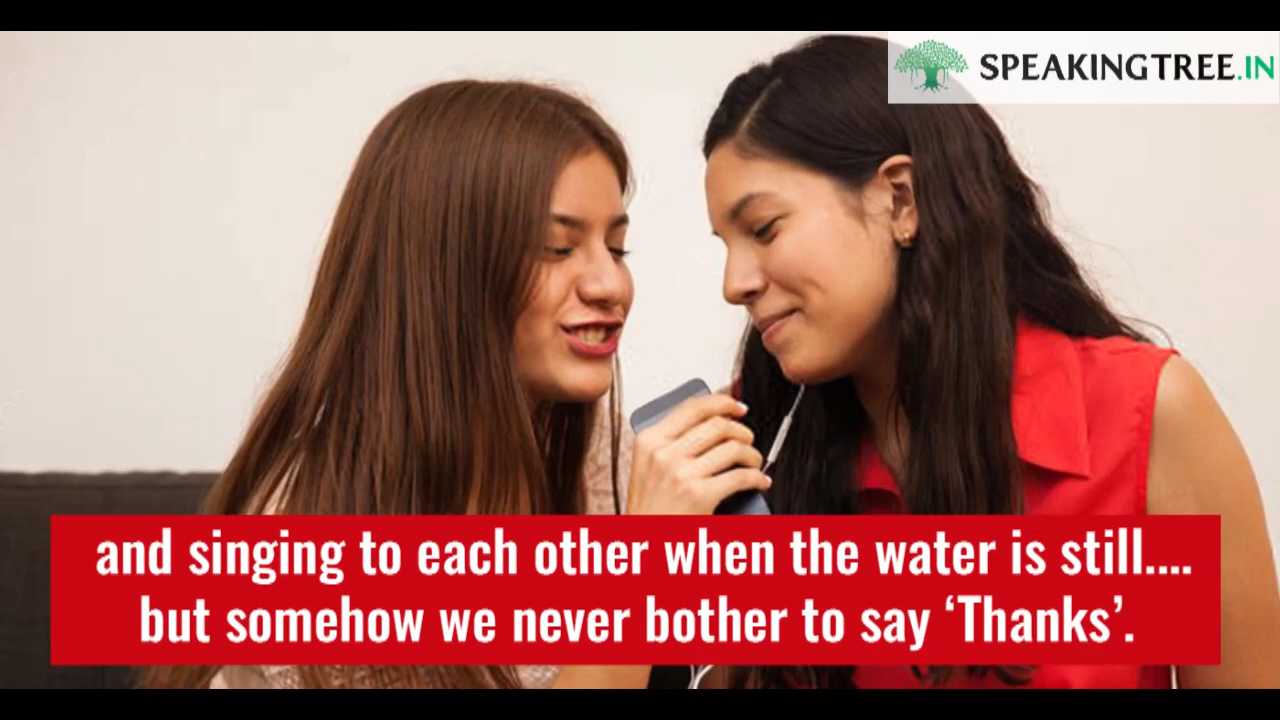 SPEAKINGTREE.IN
and singing to each other when the water is still....
but somehow we never bother to say ‘Thanks’.